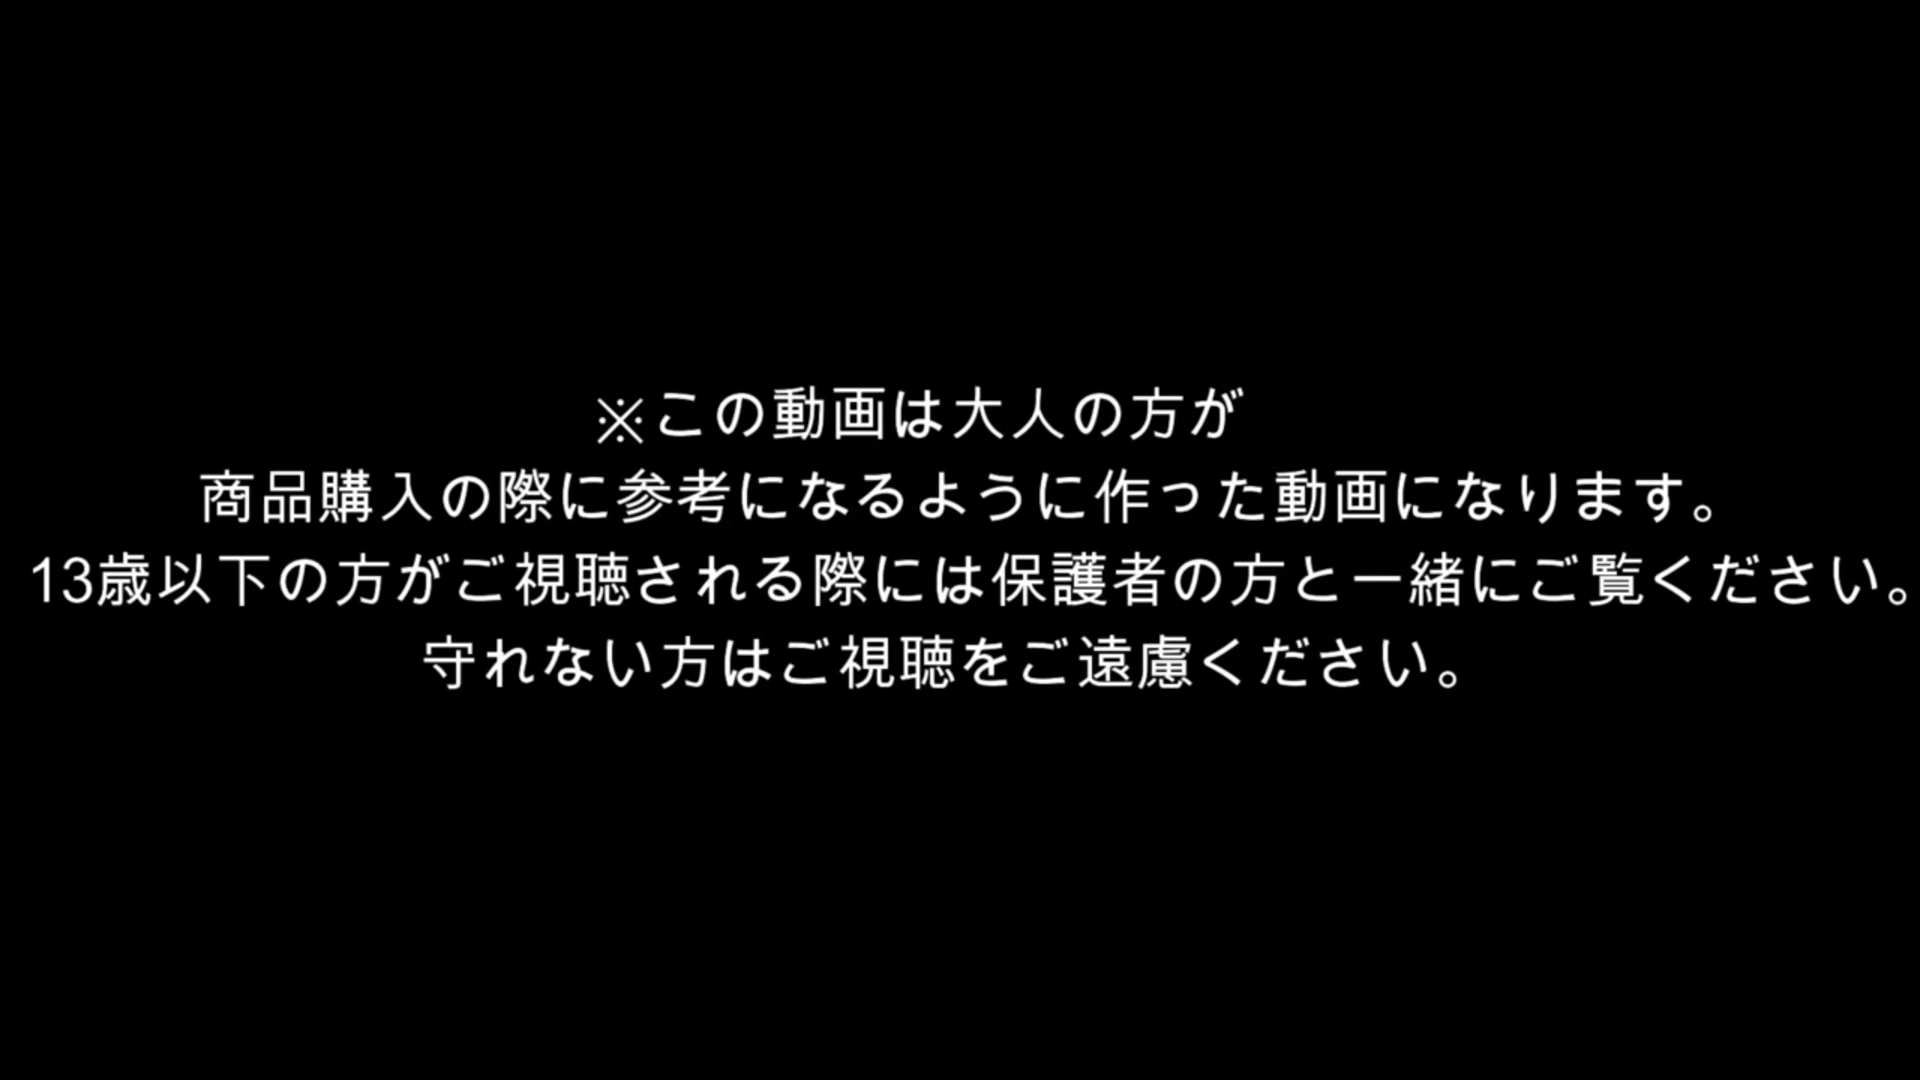 ※この動画は大人の方が
商品購入の際に参考になるように作った動画になります。
13歳以下の方がご視聴される際には保護者の方と一緒にご覧ください。
守れない方はご視聴をご遠慮ください。